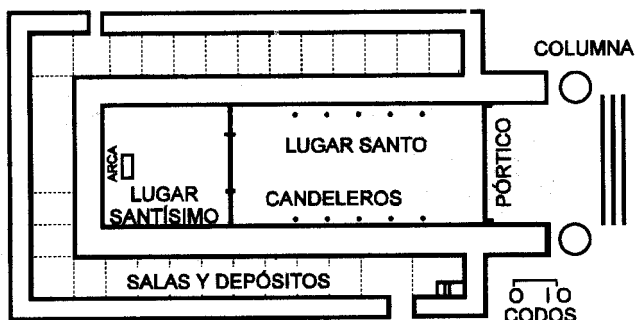 COLUMNA
LUGAR SANTO
PÓRTICO
ARCA
LUGAR
SANTÍSIMO
CANDELEROS
SALAS Y DEPÓSITOS
0 10
CODOS